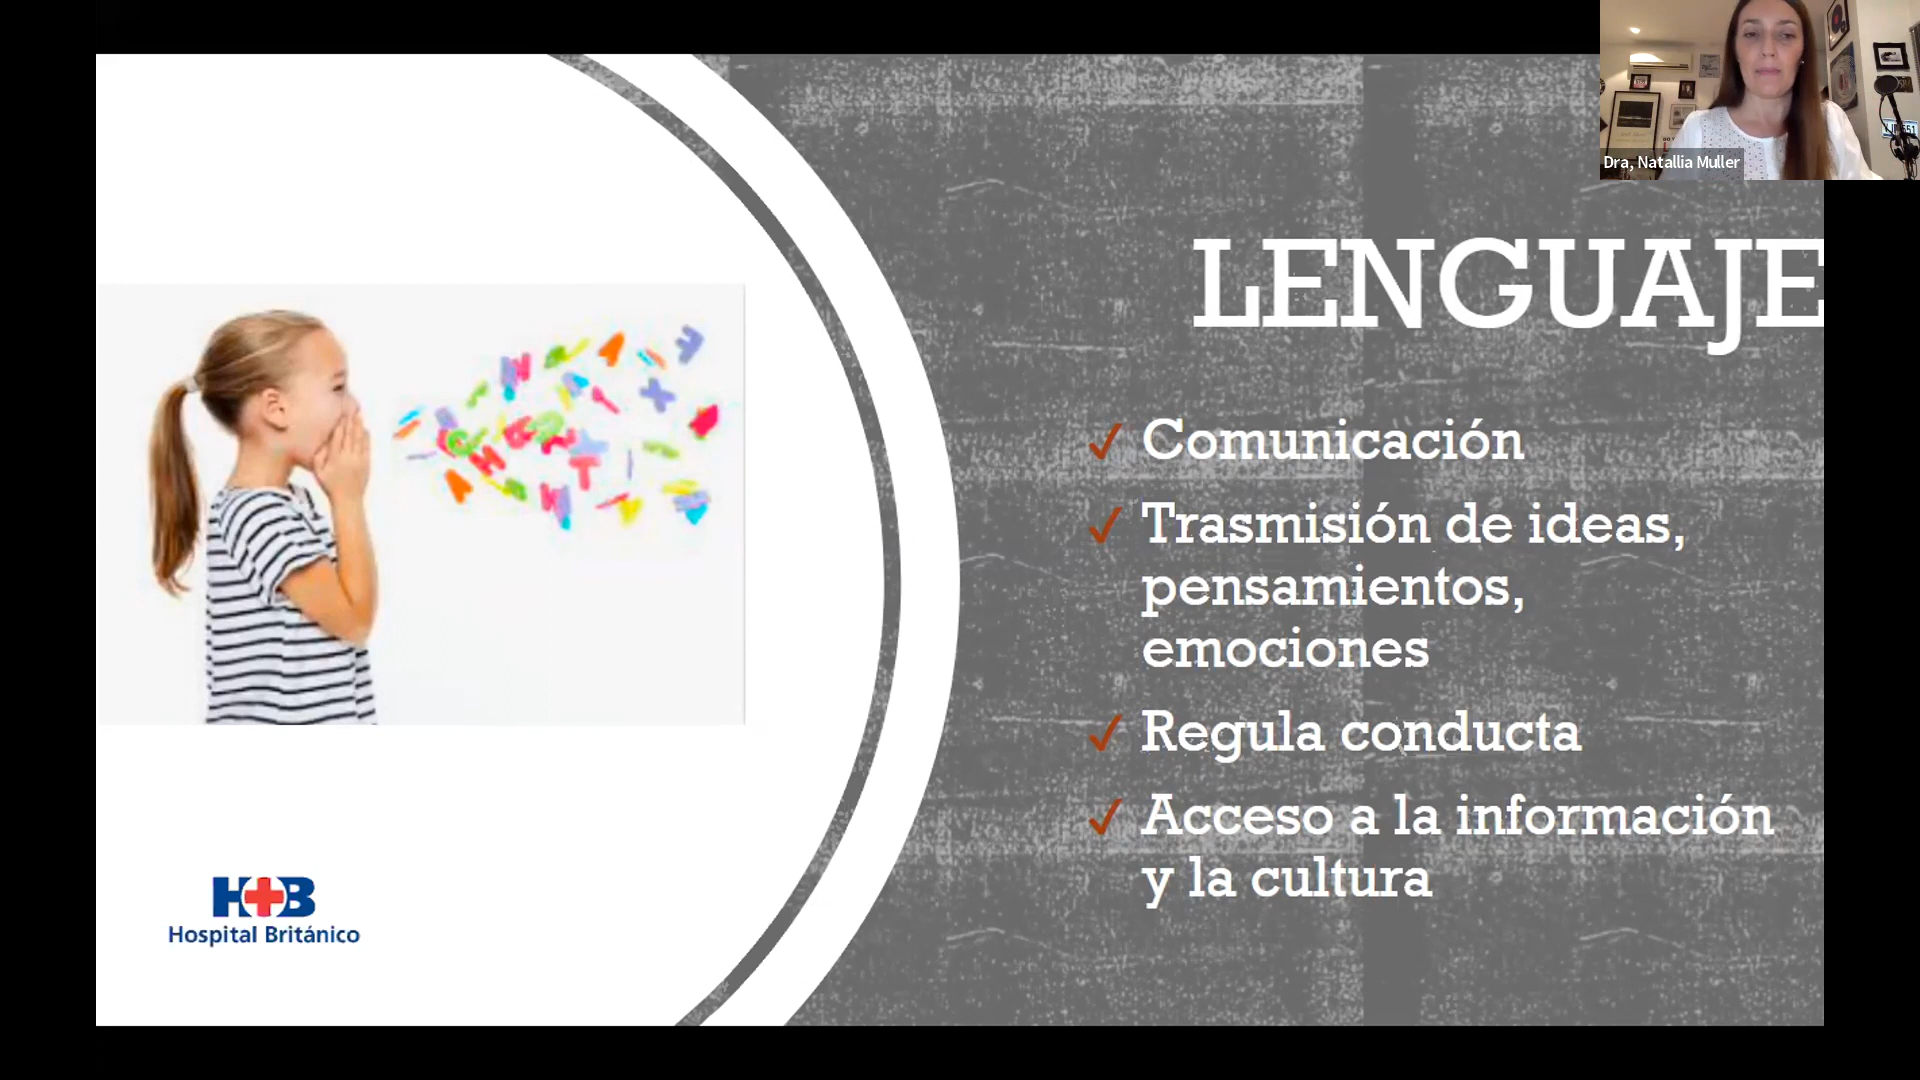 Dra, Natallia Muller
LENGUAJE
✓ Comunicación
✓ Trasmisión de ideas,
pensamientos,
emociones
✓ Regula conducta
✓ Acceso a la información
y la cultura
H+B
Hospital Británico